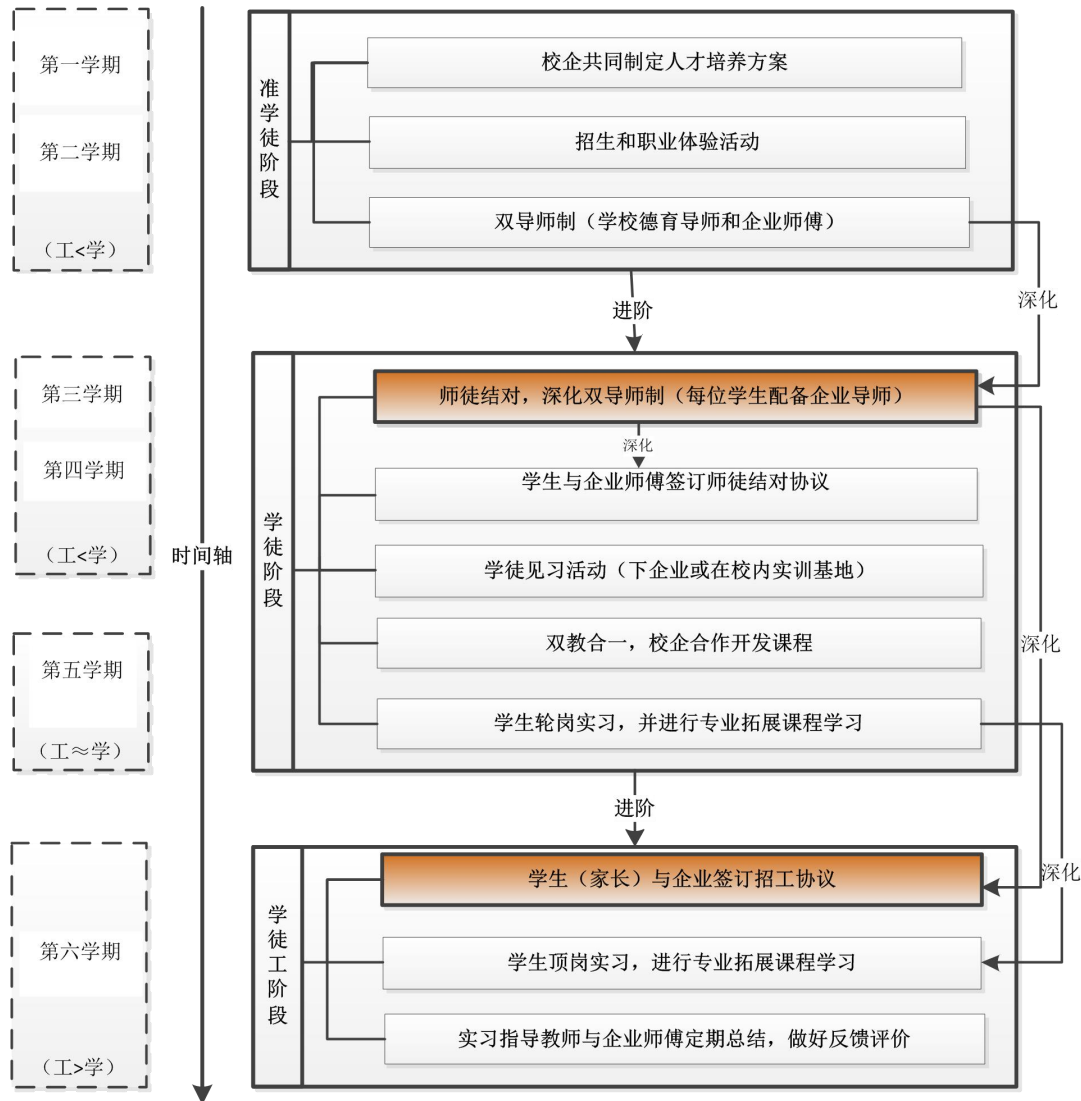 第一学期
第二学期
（工<学）
准学徒阶段
校企共同制定人才培养方案
招生和职业体验活动
双导师制（学校德育导师和企业师傅）
深化
进阶
第三学期
第四学期
（工<学）
时间轴
第五学期
（工≈学）
学徒阶段
师徒结对，深化双导师制（每位学生配备企业导师）
深化
学生与企业师傅签订师徒结对协议
学徒见习活动（下企业或在校内实训基地）
双教合一，校企合作开发课程
学生轮岗实习，并进行专业拓展课程学习
深化
进阶
深化
第六学期
（工>学）
学徒工阶段
学生（家长）与企业签订招工协议
学生顶岗实习，进行专业拓展课程学习
实习指导教师与企业师傅定期总结，做好反馈评价